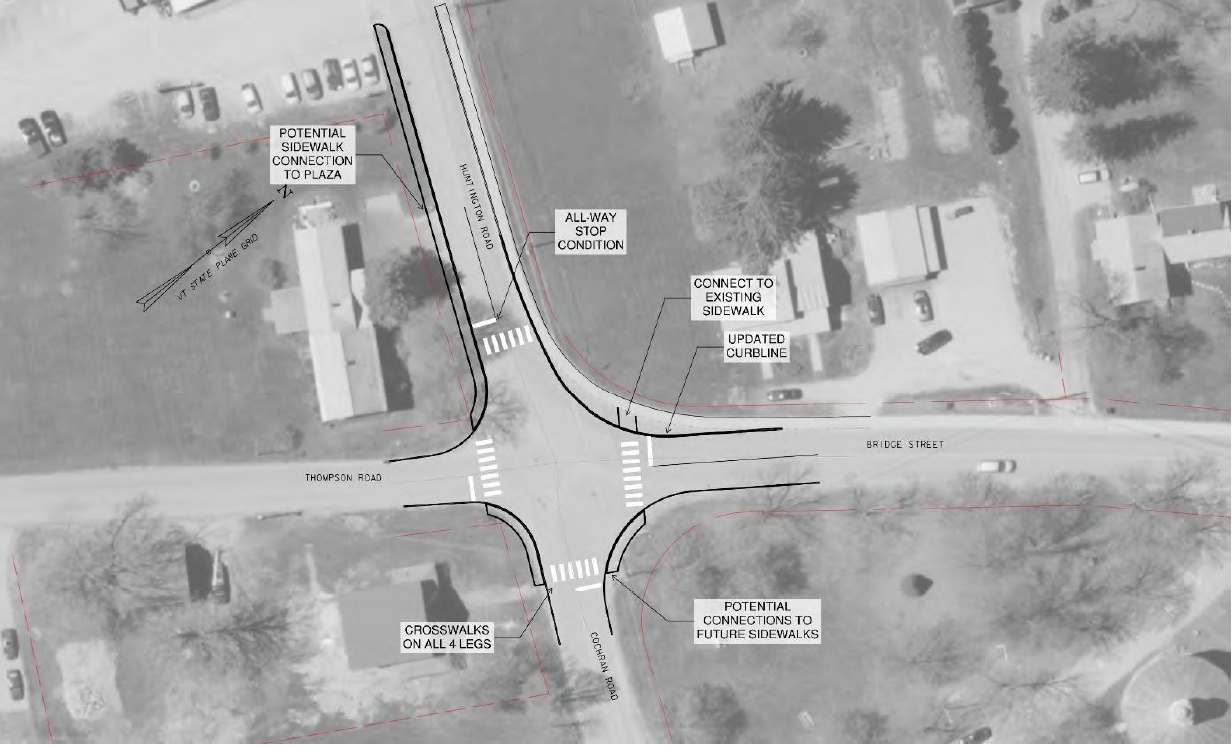 POTENTIAL
SIDEWALK
CONNECTION
TO PLAZA
N
VT STATE PLANE GRID
HUNTINGTON ROAD
ALL-WAY
STOP
CONDITION
CONNECT TO
EXISTING
SIDEWALK
UPDATED
CURBLINE
BRIDGE STREET
THOMPSON ROAD
CROSSWALKS
ON ALL 4 LEGS
COCHRAN ROAD
POTENTIAL
CONNECTIONS TO
FUTURE SIDEWALKS